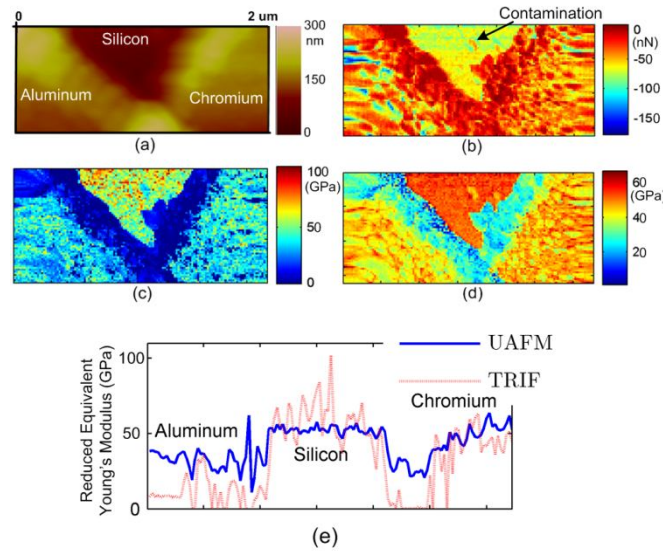 0 2 um
Silicon
Aluminum
Chromium
300
nm
150
0
(a)
Contamination
0
(nN)
-50
-100
-150
(b)
100
(GPa)
50
0
(c)
60
(GPa)
40
20
(d)
UAFM
TRIF
Reduced Equivalent
Young's Modulus (GPa)
100
50
0
Aluminum
Silicon
Chromium
(e)